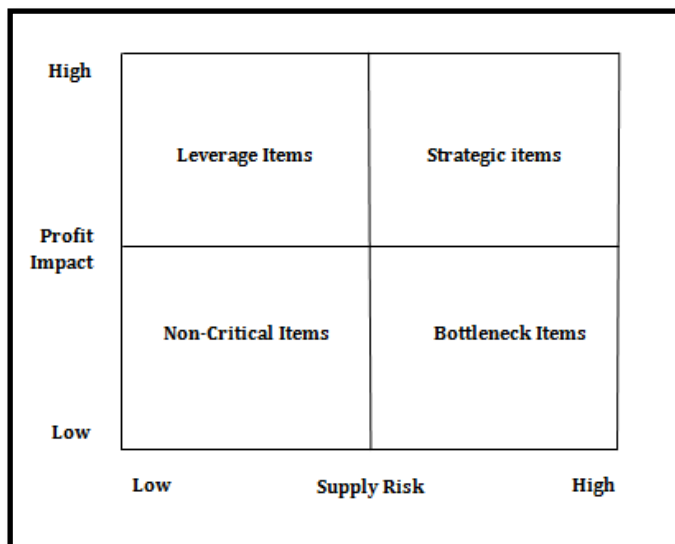 High
Leverage Items
Strategic items
Profit
Impact
Non-Critical Items
Bottleneck Items
Low
Low
Supply Risk
High